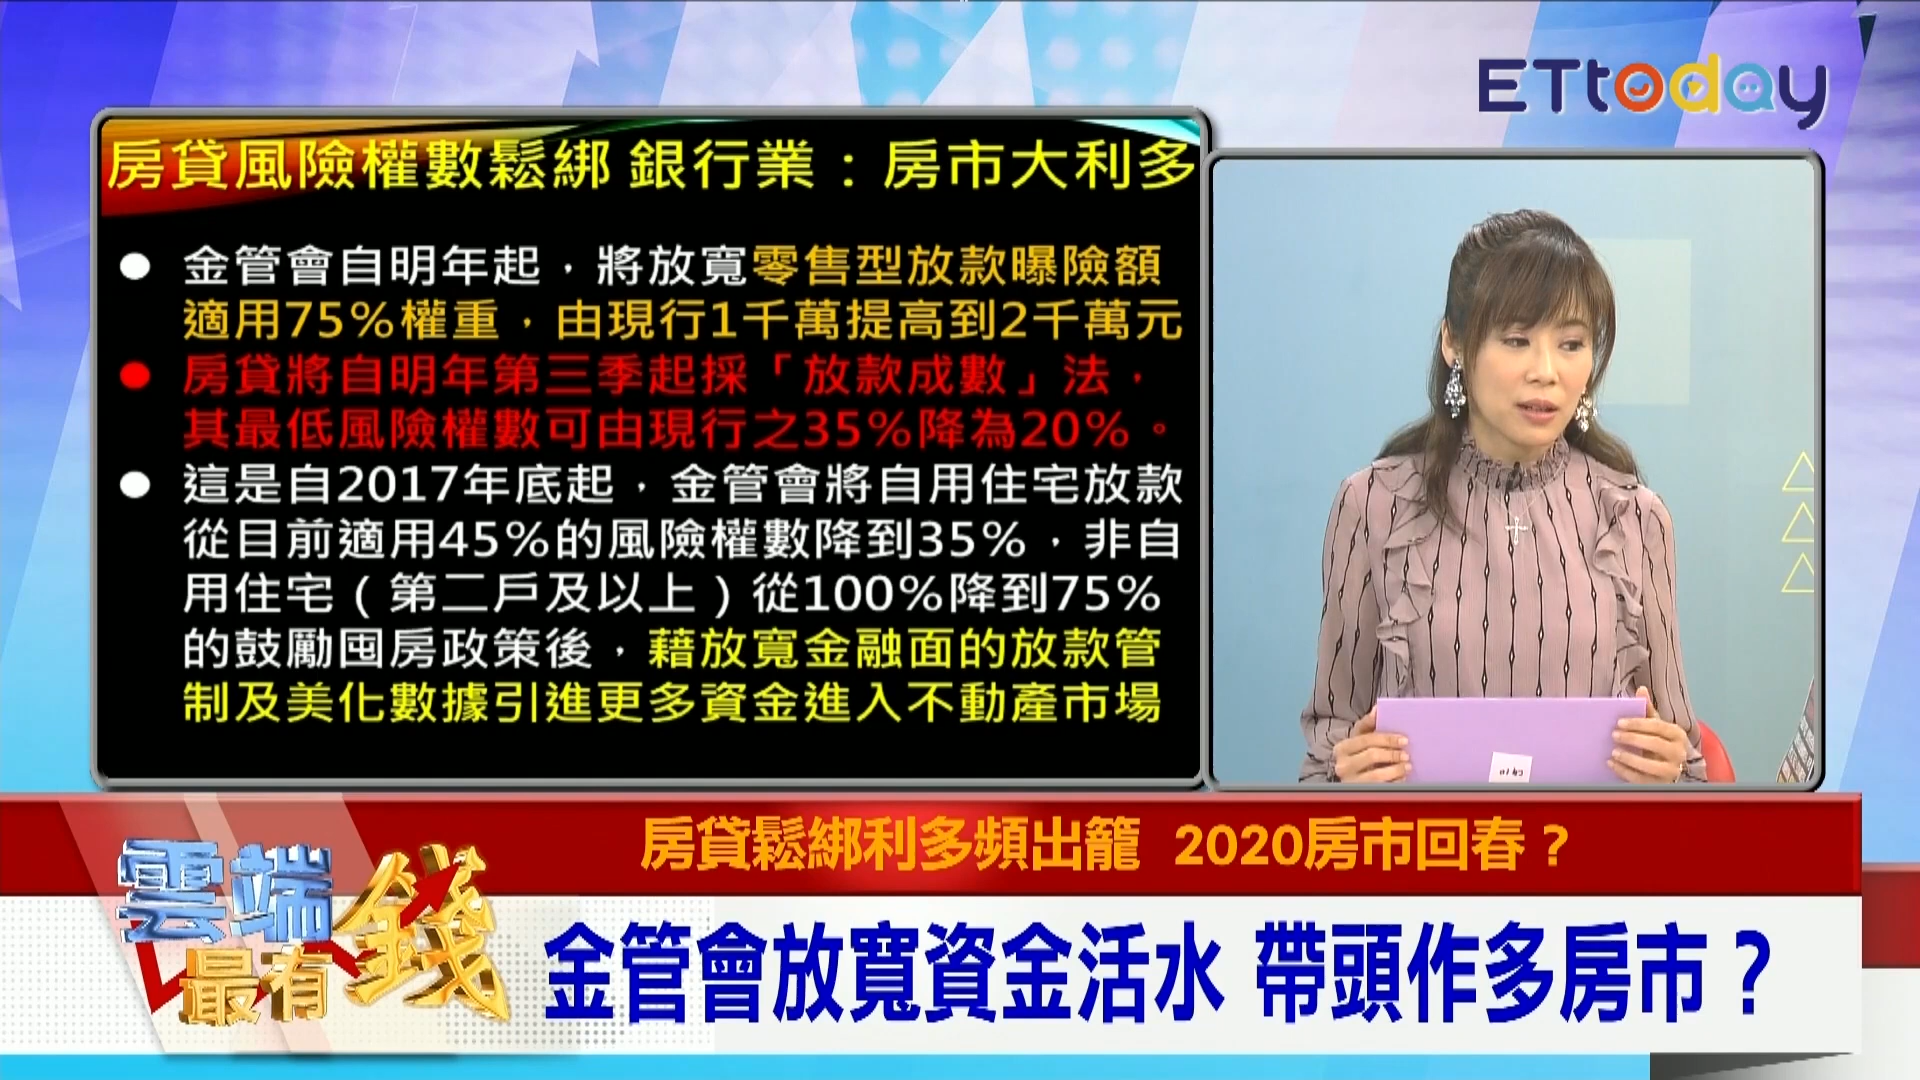 ETtoday
房貸風險權數鬆綁 銀行業：房市大利多
● 金管會自明年起，將放寬零售型放款曝險額
適用75%權重，由現行1千萬提高到2千萬元
● 房貸將自明年第三季起採「放款成數」法，
其最低風險權數可由現行之35%降為20%。
● 這是自2017年底起，金管會將自用住宅放款
從目前適用45%的風險權數降到35%，非自
用住宅（第二戶及以上）從100%降到75%
的鼓勵囤房政策後，藉放寬金融面的放款管
制及美化數據引進更多資金進入不動產市場
房貸鬆綁利多頻出籠 2020房市回春？
雲端
最有錢
金管會放寬資金活水 帶頭作多房市？